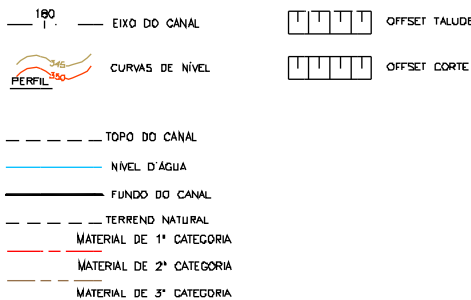 180
EIXO DO CANAL
OFFSET TALUDE
345
350
CURVAS DE NÍVEL
OFFSET CORTE
PERFIL
TOPO DO CANAL
NÍVEL D'ÁGUA
FUNDO DO CANAL
TERRENO NATURAL
MATERIAL DE 1ª CATEGORIA
MATERIAL DE 2ª CATEGORIA
MATERIAL DE 3ª CATEGORIA